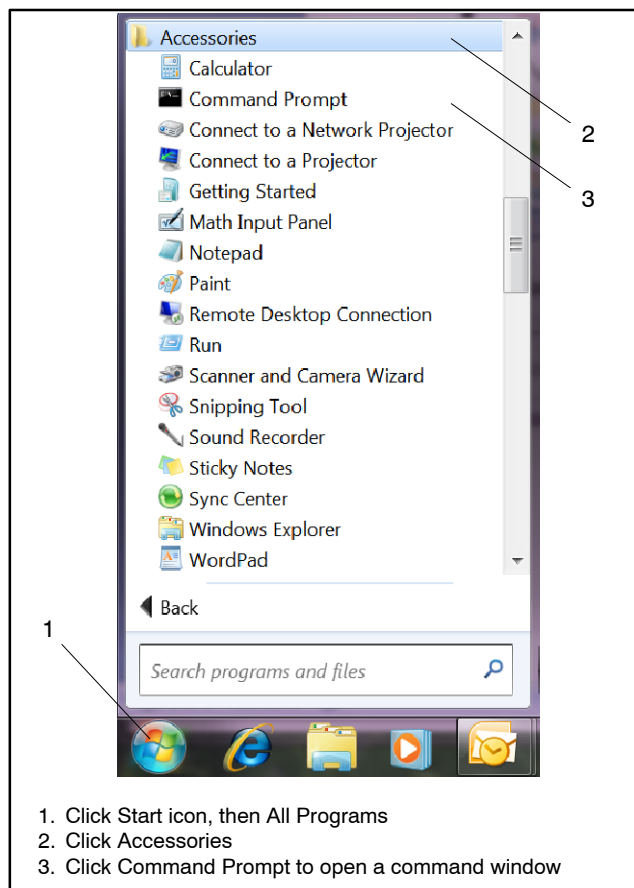 Accessories
Calculator
Command Prompt
Connect to a Network Projector
2
Connect to a Projector
Getting Started
3
Math Input Panel
Notepad
Paint
Remote Desktop Connection
Run
Scanner and Camera Wizard
Snipping Tool
Sound Recorder
Sticky Notes
Sync Center
Windows Explorer
WordPad
Back
1
Search programs and files
1. Click Start icon, then All Programs
2. Click Accessories
3. Click Command Prompt to open a command window